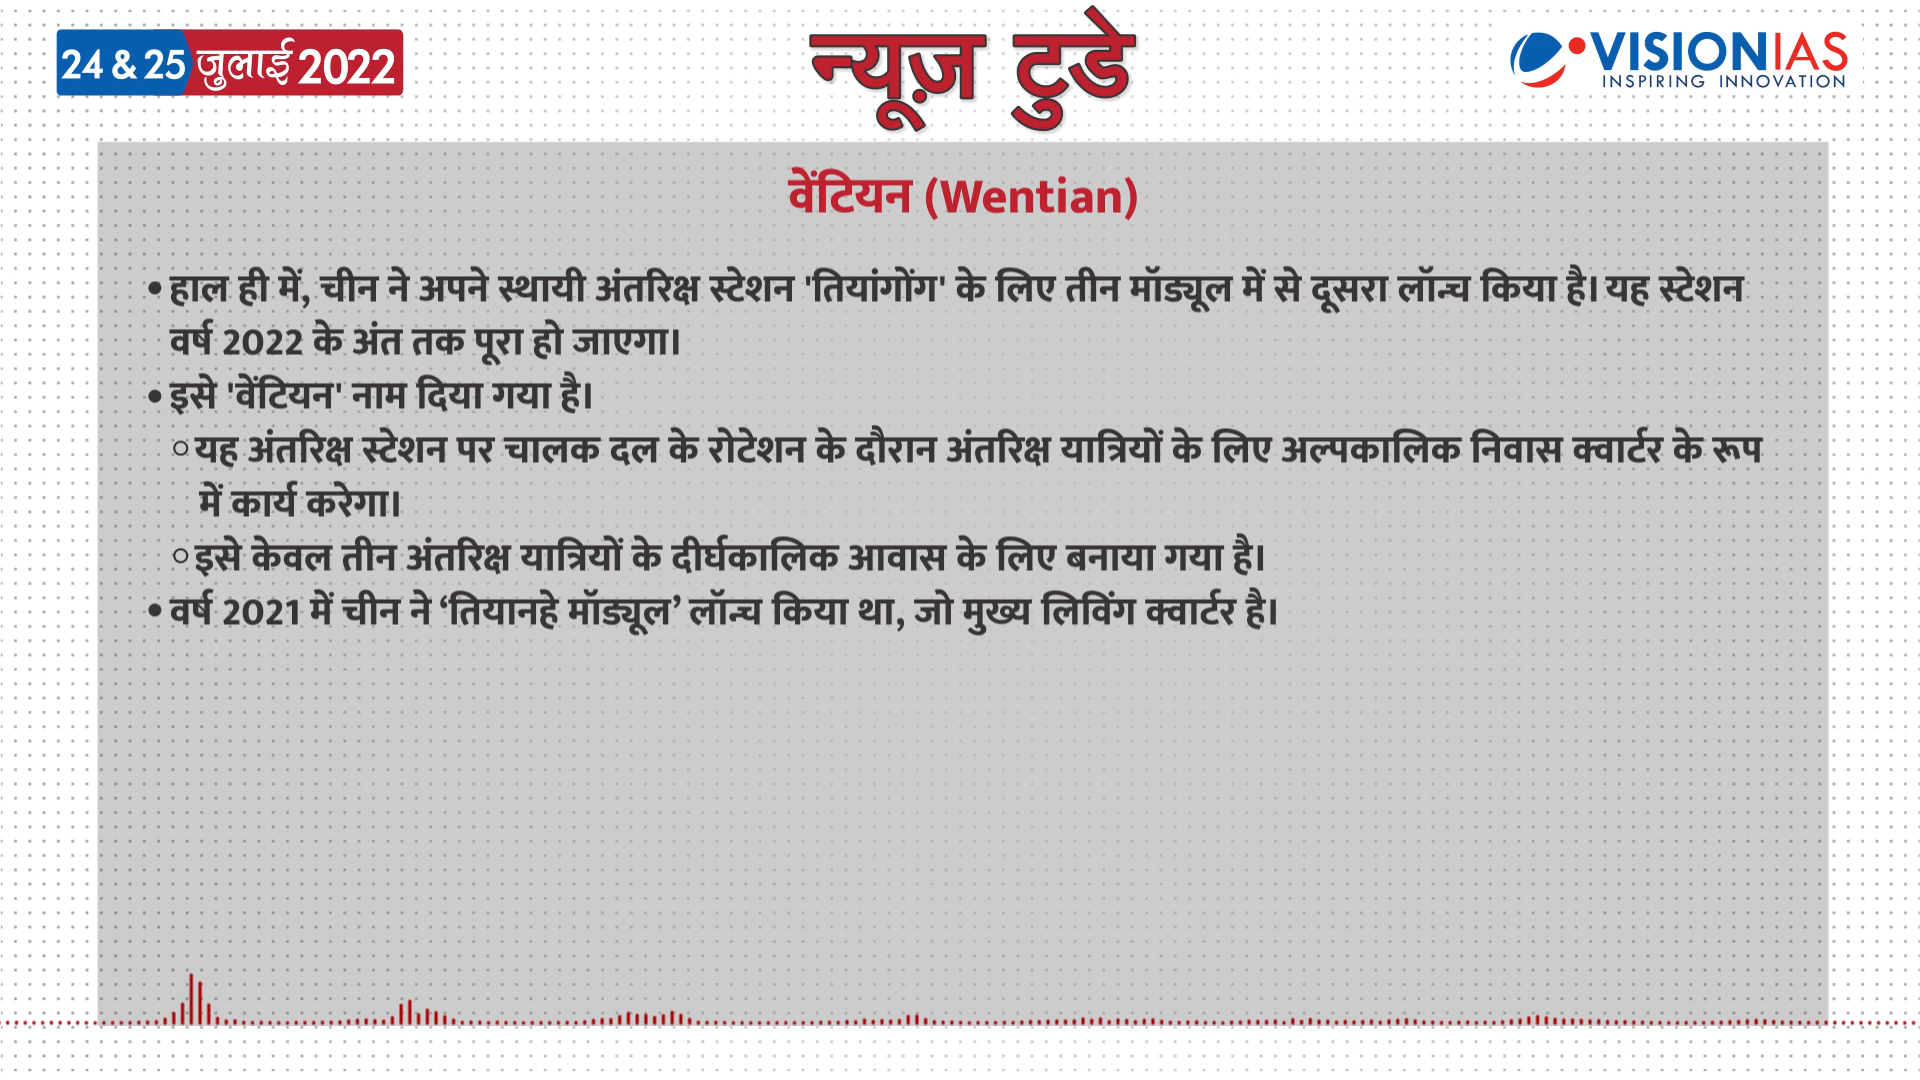 24 & 25 जुलाई 2022
न्यूज़ टुडे
VISIONIAS
INSPIRING INNOVATION
वेंटियन (Wentian)
• हाल ही में, चीन ने अपने स्थायी अंतरिक्ष स्टेशन 'तियांगोंग' के लिए तीन मॉड्यूल में से दूसरा लॉन्च किया है। यह स्टेशन
वर्ष 2022 के अंत तक पूरा हो जाएगा।
• इसे 'वेंटियन' नाम दिया गया है।
○ यह अंतरिक्ष स्टेशन पर चालक दल के रोटेशन के दौरान अंतरिक्ष यात्रियों के लिए अल्पकालिक निवास क्वार्टर के रूप
में कार्य करेगा।
○ इसे केवल तीन अंतरिक्ष यात्रियों के दीर्घकालिक आवास के लिए बनाया गया है।
• वर्ष 2021 में चीन ने ‘तियानहे मॉड्यूल’ लॉन्च किया था, जो मुख्य लिविंग क्वार्टर है।